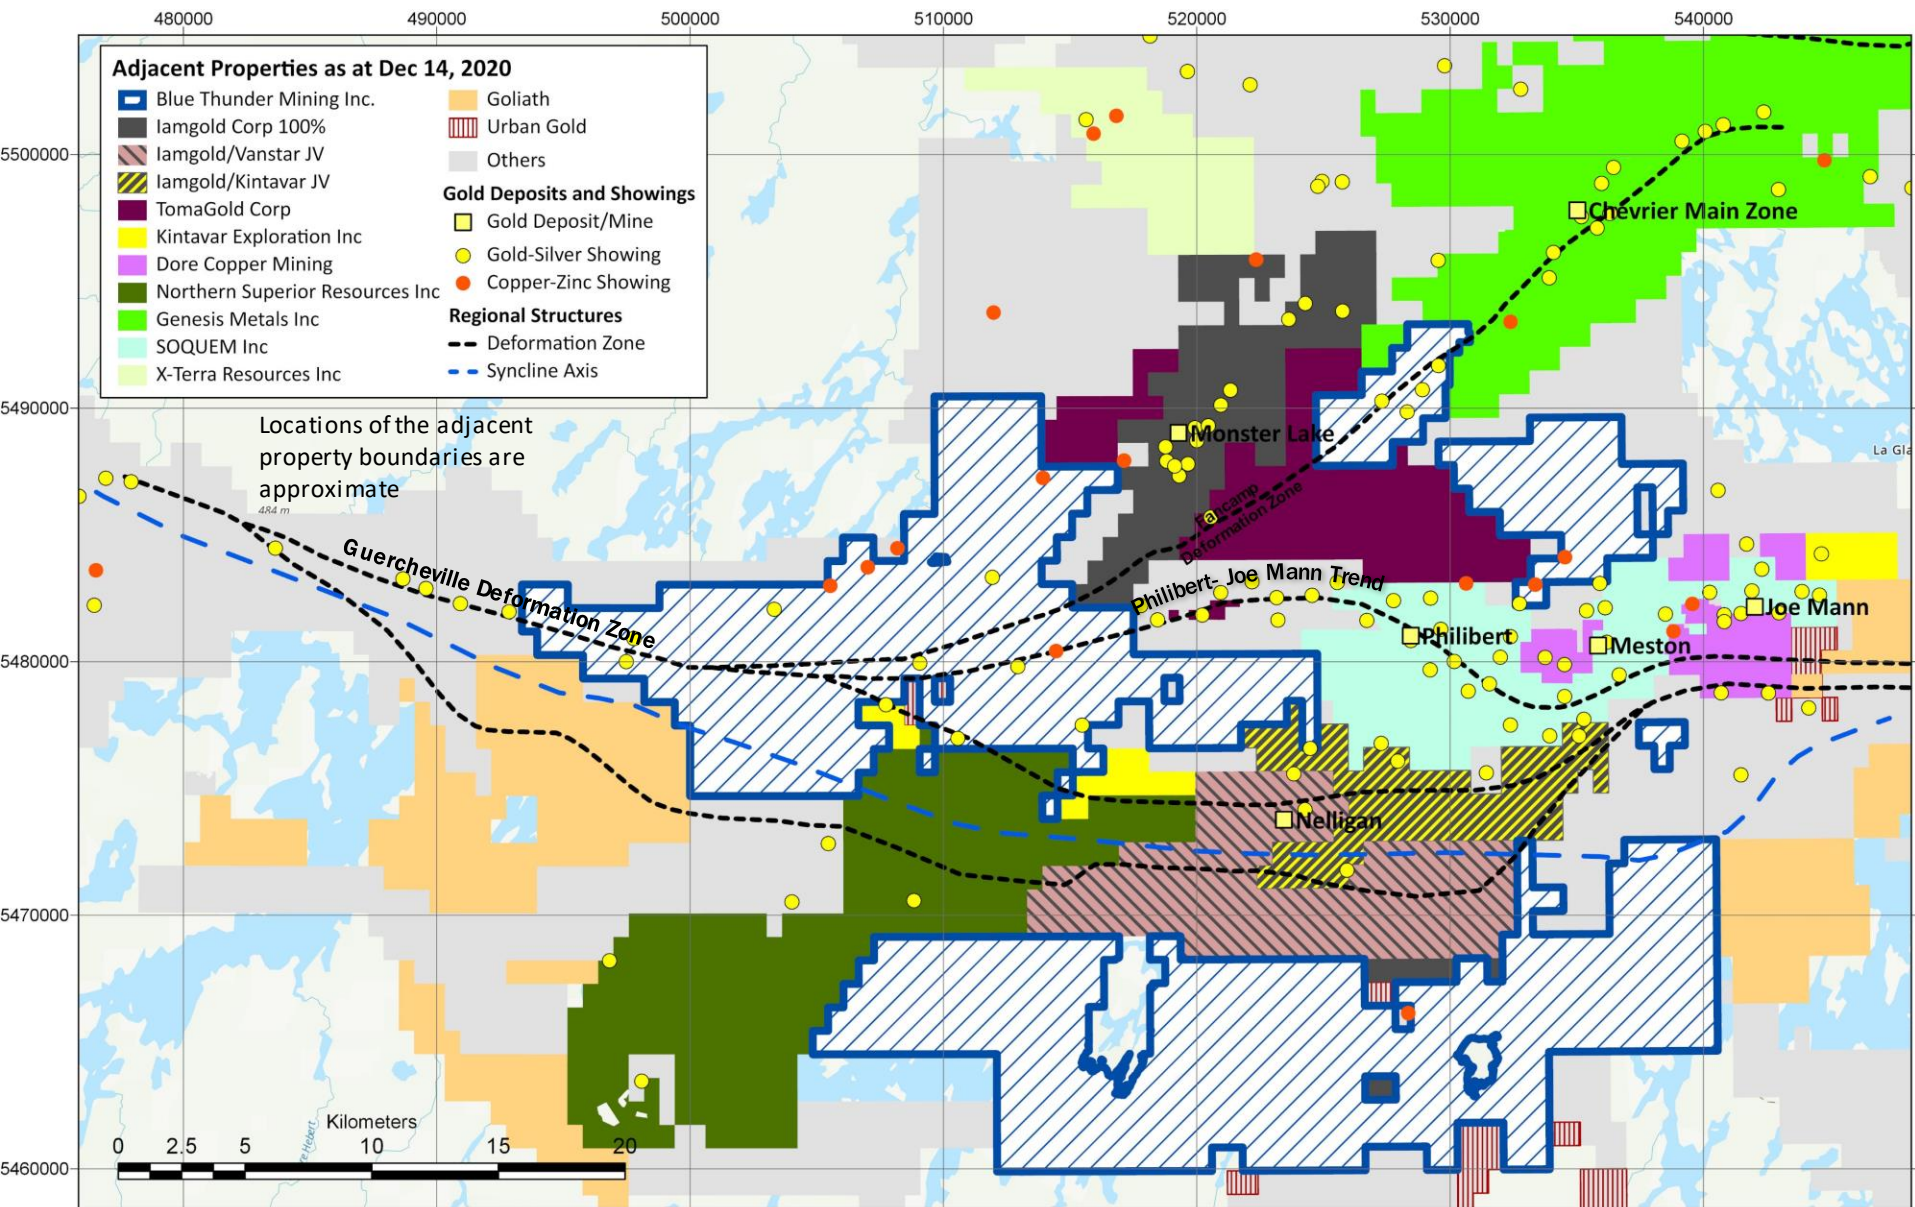 480000 490000 500000 510000 520000 530000 540000
Adjacent Properties as at Dec 14, 2020
Blue Thunder Mining Inc.
Iamgold Corp 100%
Iamgold/Vanstar JV
Iamgold/Kintavar JV
TomaGold Corp
Kintavar Exploration Inc
Dore Copper Mining
Northern Superior Resources Inc
Genesis Metals Inc
SOQUEM Inc
X-Terra Resources Inc
Goliath
Urban Gold
Others
Gold Deposits and Showings
Gold Deposit/Mine
Gold-Silver Showing
Copper-Zinc Showing
Regional Structures
Deformation Zone
Syncline Axis
5500000
Chevrier Main Zone
5490000
Locations of the adjacent
property boundaries are
approximate
484 m
Monster Lake
La Gla
Fancamp
Deformation Zone
Guercheville Deformation Zone
Philibert- Joe Mann Trend
Joe Mann
Philibert
Meston
5480000
Nelligan
5470000
Kilometers
0 2.5 5 10 15 20
re Hébert
5460000